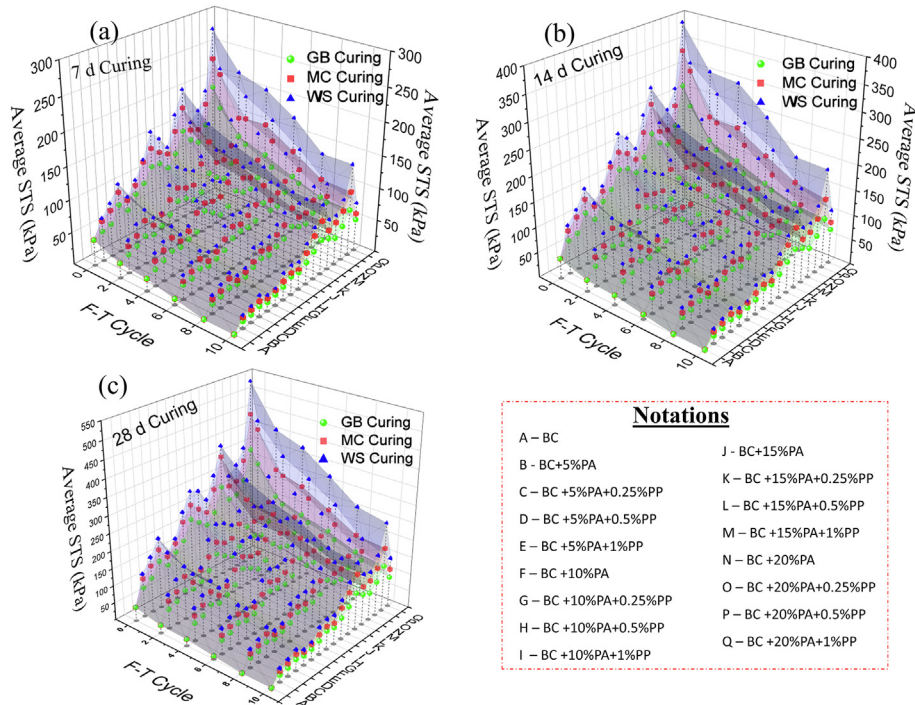 (a)
7 d Curing
GB Curing
MC Curing
WS Curing
Average STS (kPa)
300
250
200
150
100
50
300
250
200
150
100
50
Average STS (kPa)
0
2
4
6
8
10
F-T Cycle
A
B
C
D
E
F
G
H
I
J
K
L
M
N
O
P
Q
(b)
14 d Curing
GB Curing
MC Curing
WS Curing
Average STS (kPa)
400
350
300
250
200
150
100
50
400
350
300
250
200
150
100
50
Average STS (kPa)
0
2
4
6
8
10
F-T Cycle
A
B
C
D
E
F
G
H
I
J
K
L
M
N
O
P
Q
(c)
28 d Curing
GB Curing
MC Curing
WS Curing
Average STS (kPa)
550
500
450
400
350
300
250
200
150
100
50
0
2
4
6
8
10
F-T Cycle
A
B
C
D
E
F
G
H
I
J
K
L
M
N
O
P
Q
Notations
A – BC
B - BC+5%PA
C – BC +5%PA+0.25%PP
D – BC +5%PA+0.5%PP
E – BC +5%PA+1%PP
F – BC +10%PA
G – BC +10%PA+0.25%PP
H – BC +10%PA+0.5%PP
I – BC +10%PA+1%PP
J - BC+15%PA
K – BC +15%PA+0.25%PP
L – BC +15%PA+0.5%PP
M – BC +15%PA+1%PP
N – BC +20%PA
O – BC +20%PA+0.25%PP
P – BC +20%PA+0.5%PP
Q – BC +20%PA+1%PP